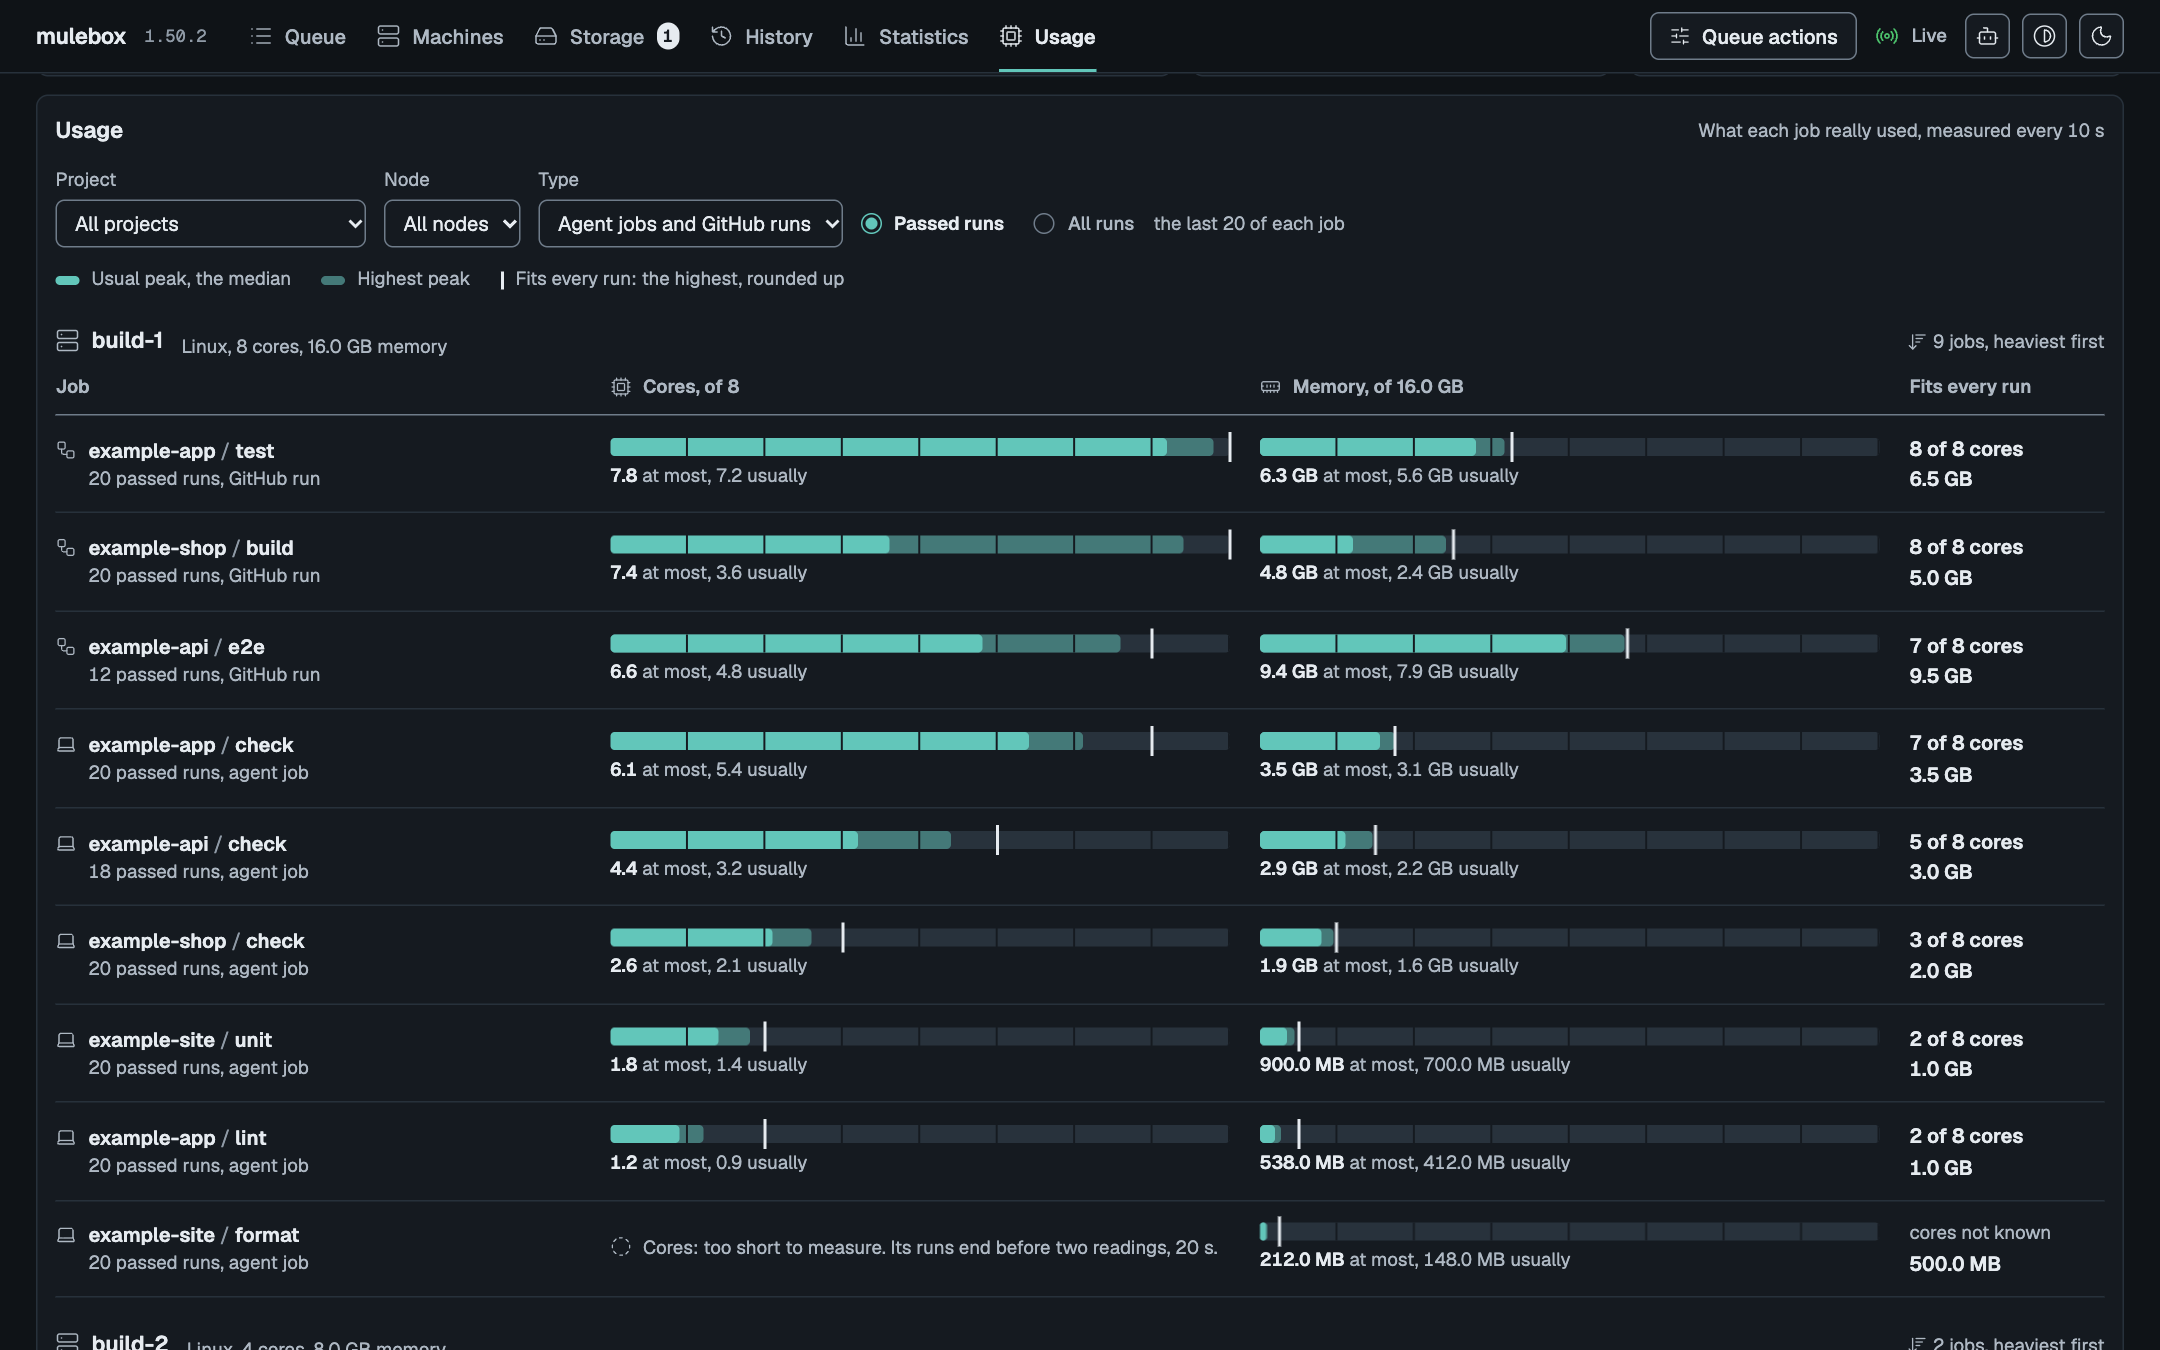 mulebox 1.50.2 Queue Machines Storage 1 History Statistics Usage Queue actions Live
Usage What each job really used, measured every 10 s
Project Node Type
All projects All nodes Agent jobs and GitHub runs Passed runs All runs the last 20 of each job
Usual peak, the median Highest peak Fits every run: the highest, rounded up
build-1 Linux, 8 cores, 16.0 GB memory 9 jobs, heaviest first
Job Cores, of 8 Memory, of 16.0 GB Fits every run
example-app / test 8 of 8 cores
20 passed runs, GitHub run 7.8 at most, 7.2 usually 6.3 GB at most, 5.6 GB usually 6.5 GB
example-shop / build 8 of 8 cores
20 passed runs, GitHub run 7.4 at most, 3.6 usually 4.8 GB at most, 2.4 GB usually 5.0 GB
example-api / e2e 7 of 8 cores
12 passed runs, GitHub run 6.6 at most, 4.8 usually 9.4 GB at most, 7.9 GB usually 9.5 GB
example-app / check 7 of 8 cores
20 passed runs, agent job 6.1 at most, 5.4 usually 3.5 GB at most, 3.1 GB usually 3.5 GB
example-api / check 5 of 8 cores
18 passed runs, agent job 4.4 at most, 3.2 usually 2.9 GB at most, 2.2 GB usually 3.0 GB
example-shop / check 3 of 8 cores
20 passed runs, agent job 2.6 at most, 2.1 usually 1.9 GB at most, 1.6 GB usually 2.0 GB
example-site / unit 2 of 8 cores
20 passed runs, agent job 1.8 at most, 1.4 usually 900.0 MB at most, 700.0 MB usually 1.0 GB
example-app / lint 2 of 8 cores
20 passed runs, agent job 1.2 at most, 0.9 usually 538.0 MB at most, 412.0 MB usually 1.0 GB
example-site / format Cores: too short to measure. Its runs end before two readings, 20 s. cores not known
20 passed runs, agent job 212.0 MB at most, 148.0 MB usually 500.0 MB
build-2 Linux, 4 cores, 8.0 GB memory 2 jobs, heaviest first